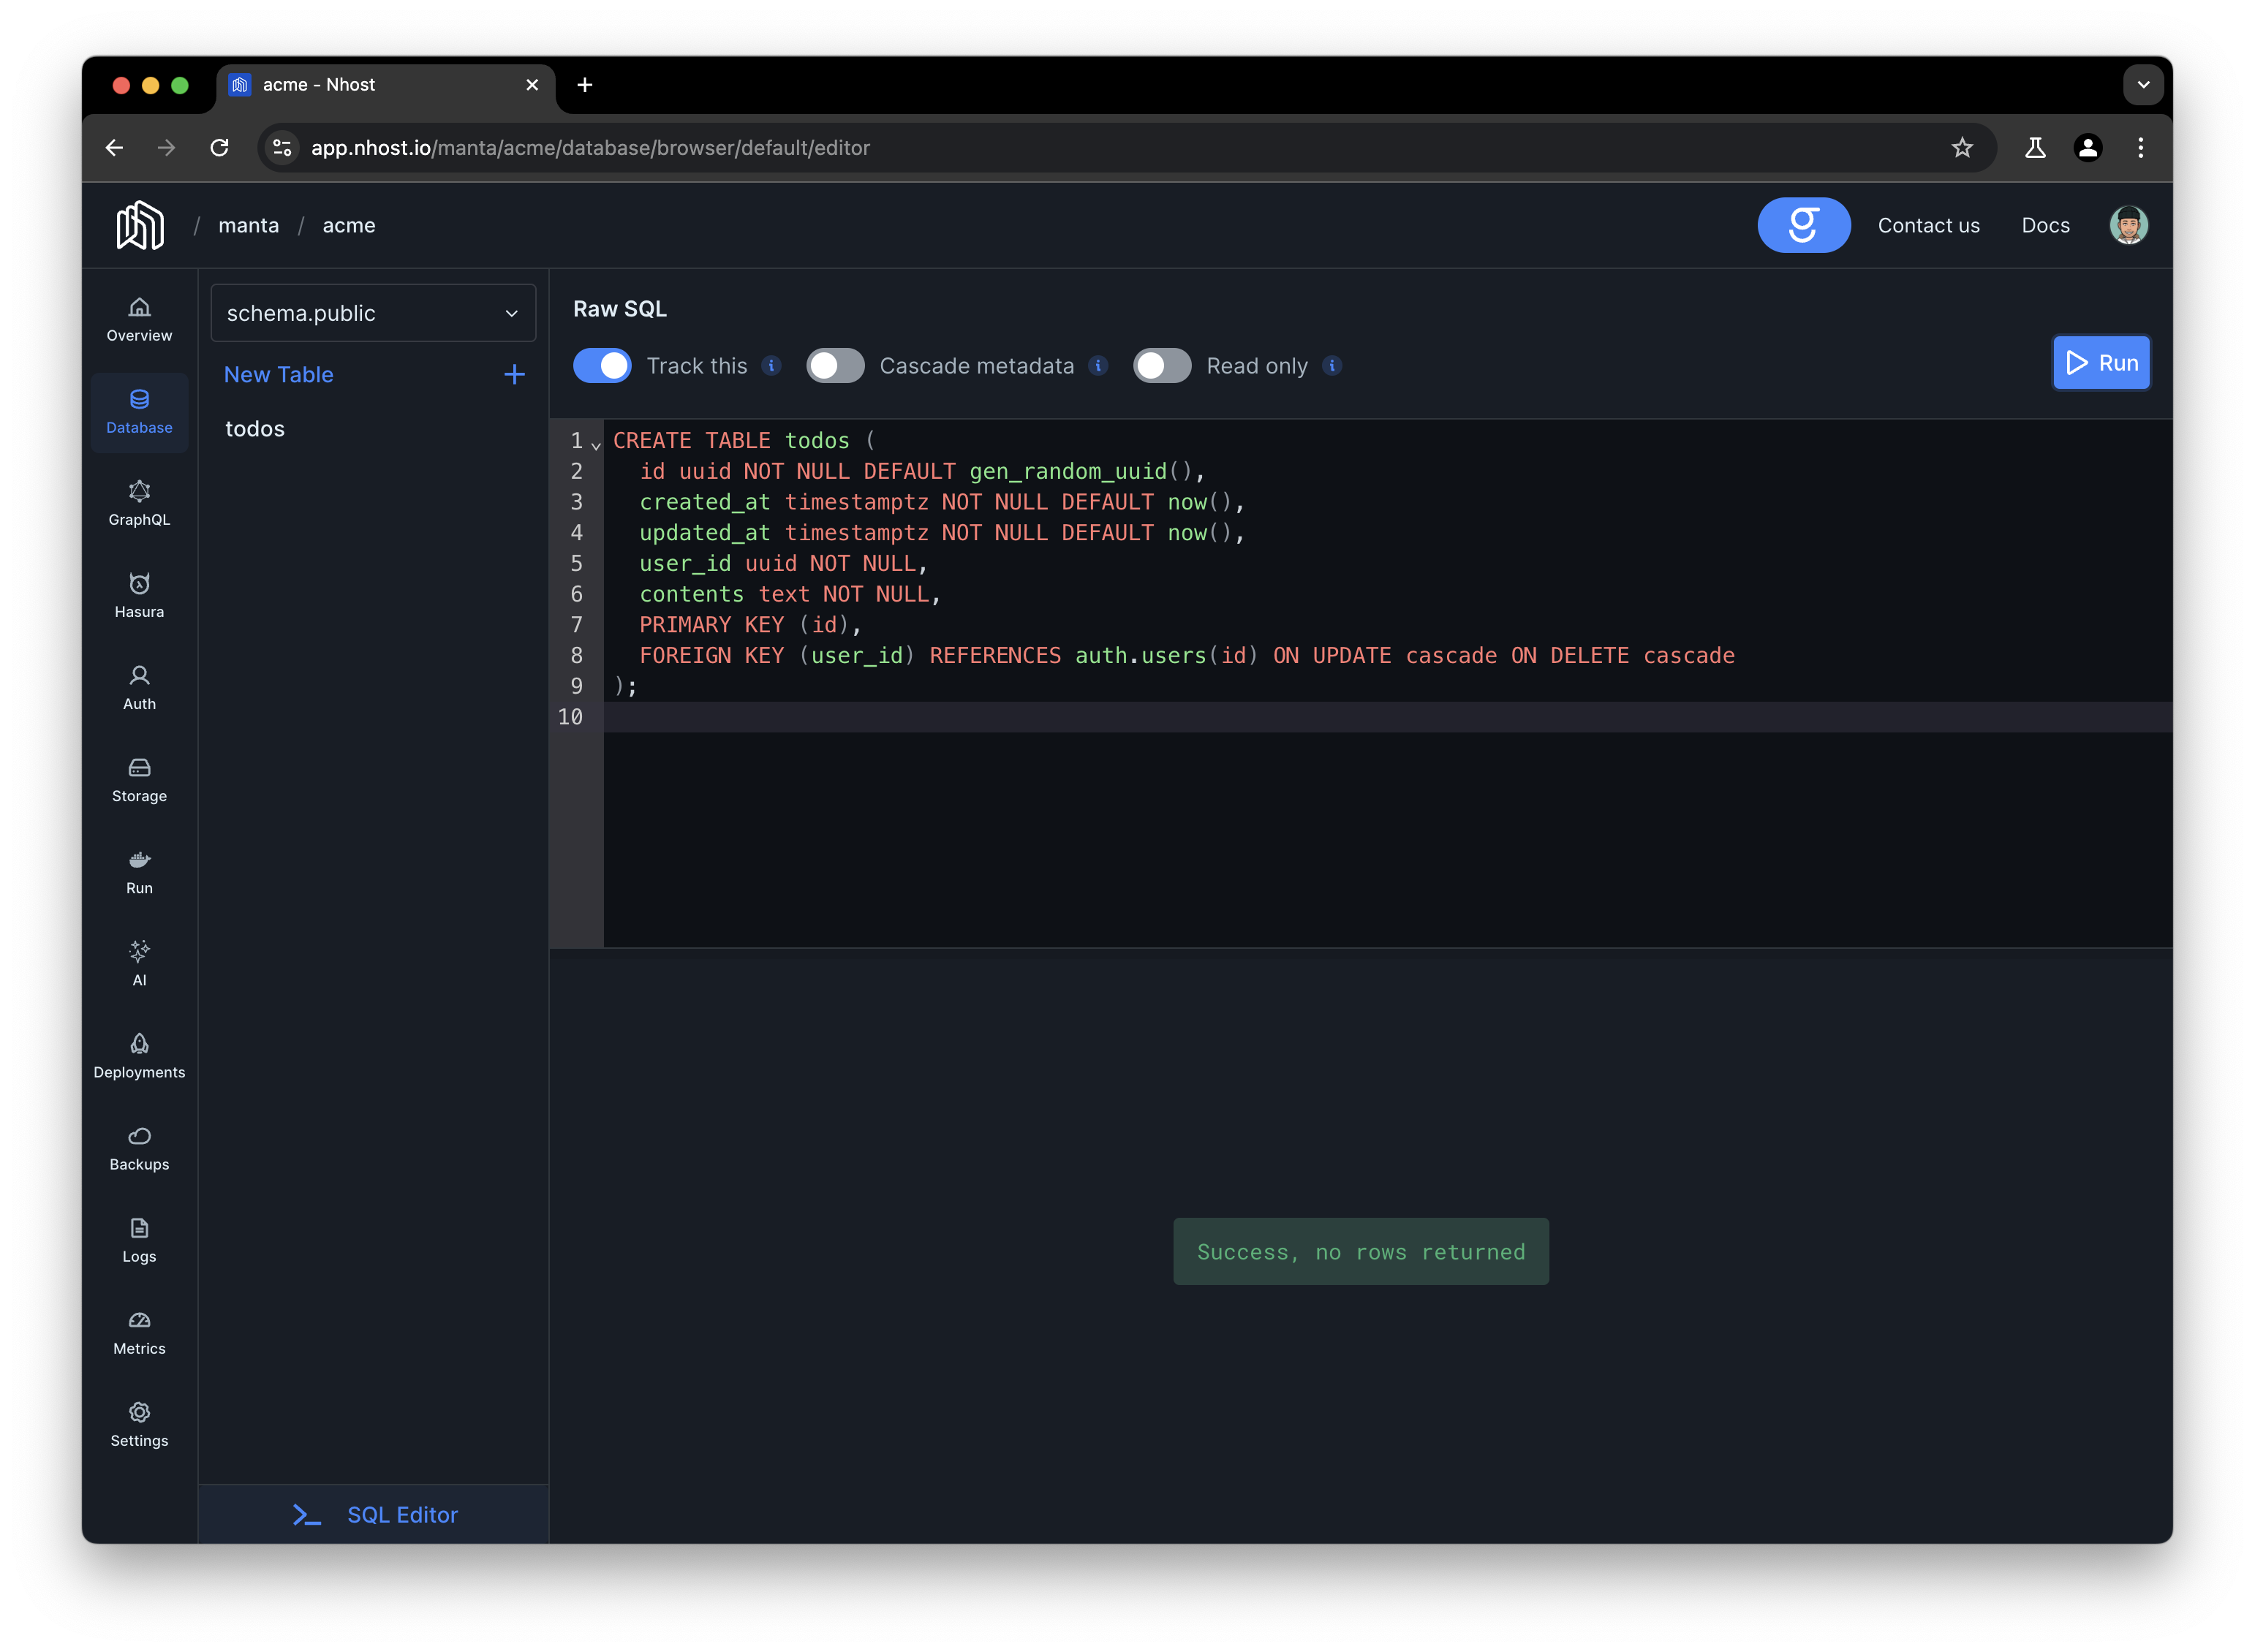 acme - Nhost
app.nhost.io/manta/acme/database/browser/default/editor
/ manta / acme
Contact us
Docs
Overview
Database
GraphQL
Hasura
Auth
Storage
Run
AI
Deployments
Backups
Logs
Metrics
Settings
schema.public
New Table
todos
SQL Editor
Raw SQL
Track this
Cascade metadata
Read only
Run
1 CREATE TABLE todos (
2 id uuid NOT NULL DEFAULT gen_random_uuid(),
3 created_at timestamptz NOT NULL DEFAULT now(),
4 updated_at timestamptz NOT NULL DEFAULT now(),
5 user_id uuid NOT NULL,
6 contents text NOT NULL,
7 PRIMARY KEY (id),
8 FOREIGN KEY (user_id) REFERENCES auth.users(id) ON UPDATE cascade ON DELETE cascade
9 );
10
Success, no rows returned